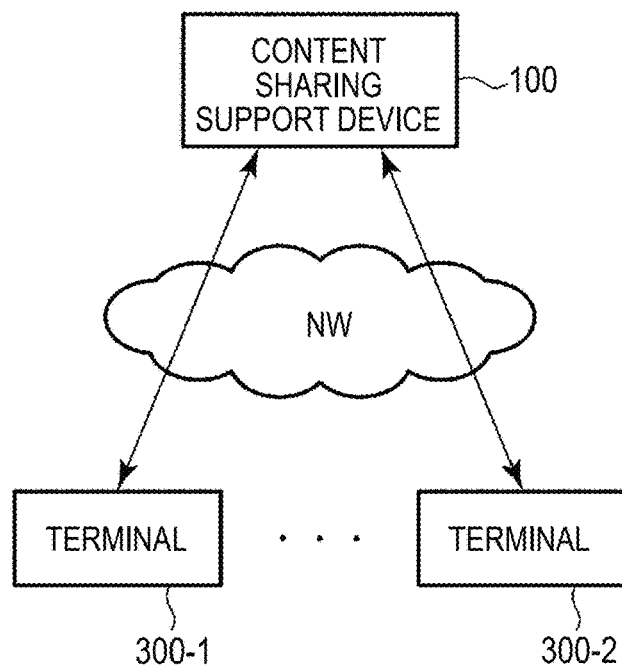 CONTENT
SHARING
SUPPORT DEVICE
100
NW
TERMINAL
. . .
TERMINAL
300-1
300-2